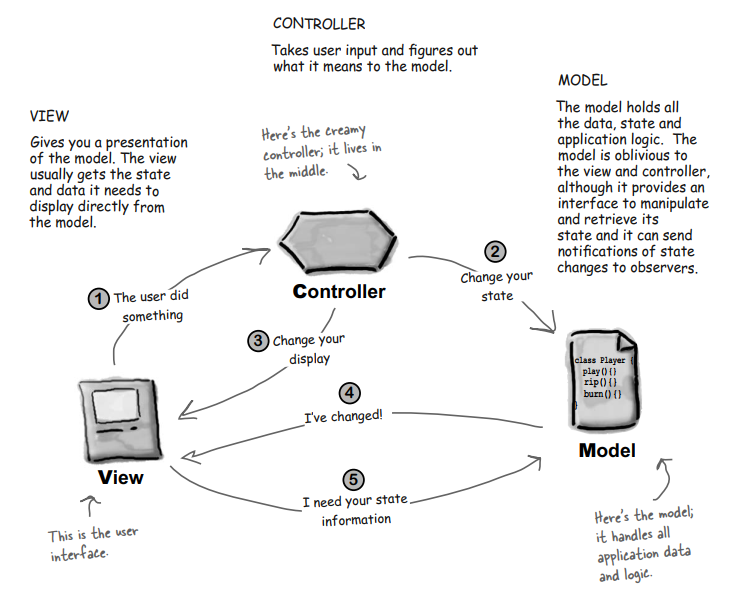 CONTROLLER
Takes user input and figures out
what it means to the model.
MODEL
The model holds all
the data, state and
application logic. The
model is oblivious to
the view and controller,
although it provides an
interface to manipulate
and retrieve its
state and it can send
notifications of state
changes to observers.
VIEW
Gives you a presentation
of the model. The view
usually gets the state
and data it needs to
display directly from
the model.
Here's the creamy
controller; it lives in
the middle.
Controller
1 The user did
something
2
Change your
state
3 Change your
display
4
I've changed!
5
I need your state
information
class Player {
play(){}
rip(){}
burn(){}
}
View
Model
This is the user
interface.
Here's the model;
it handles all
application data
and logic.